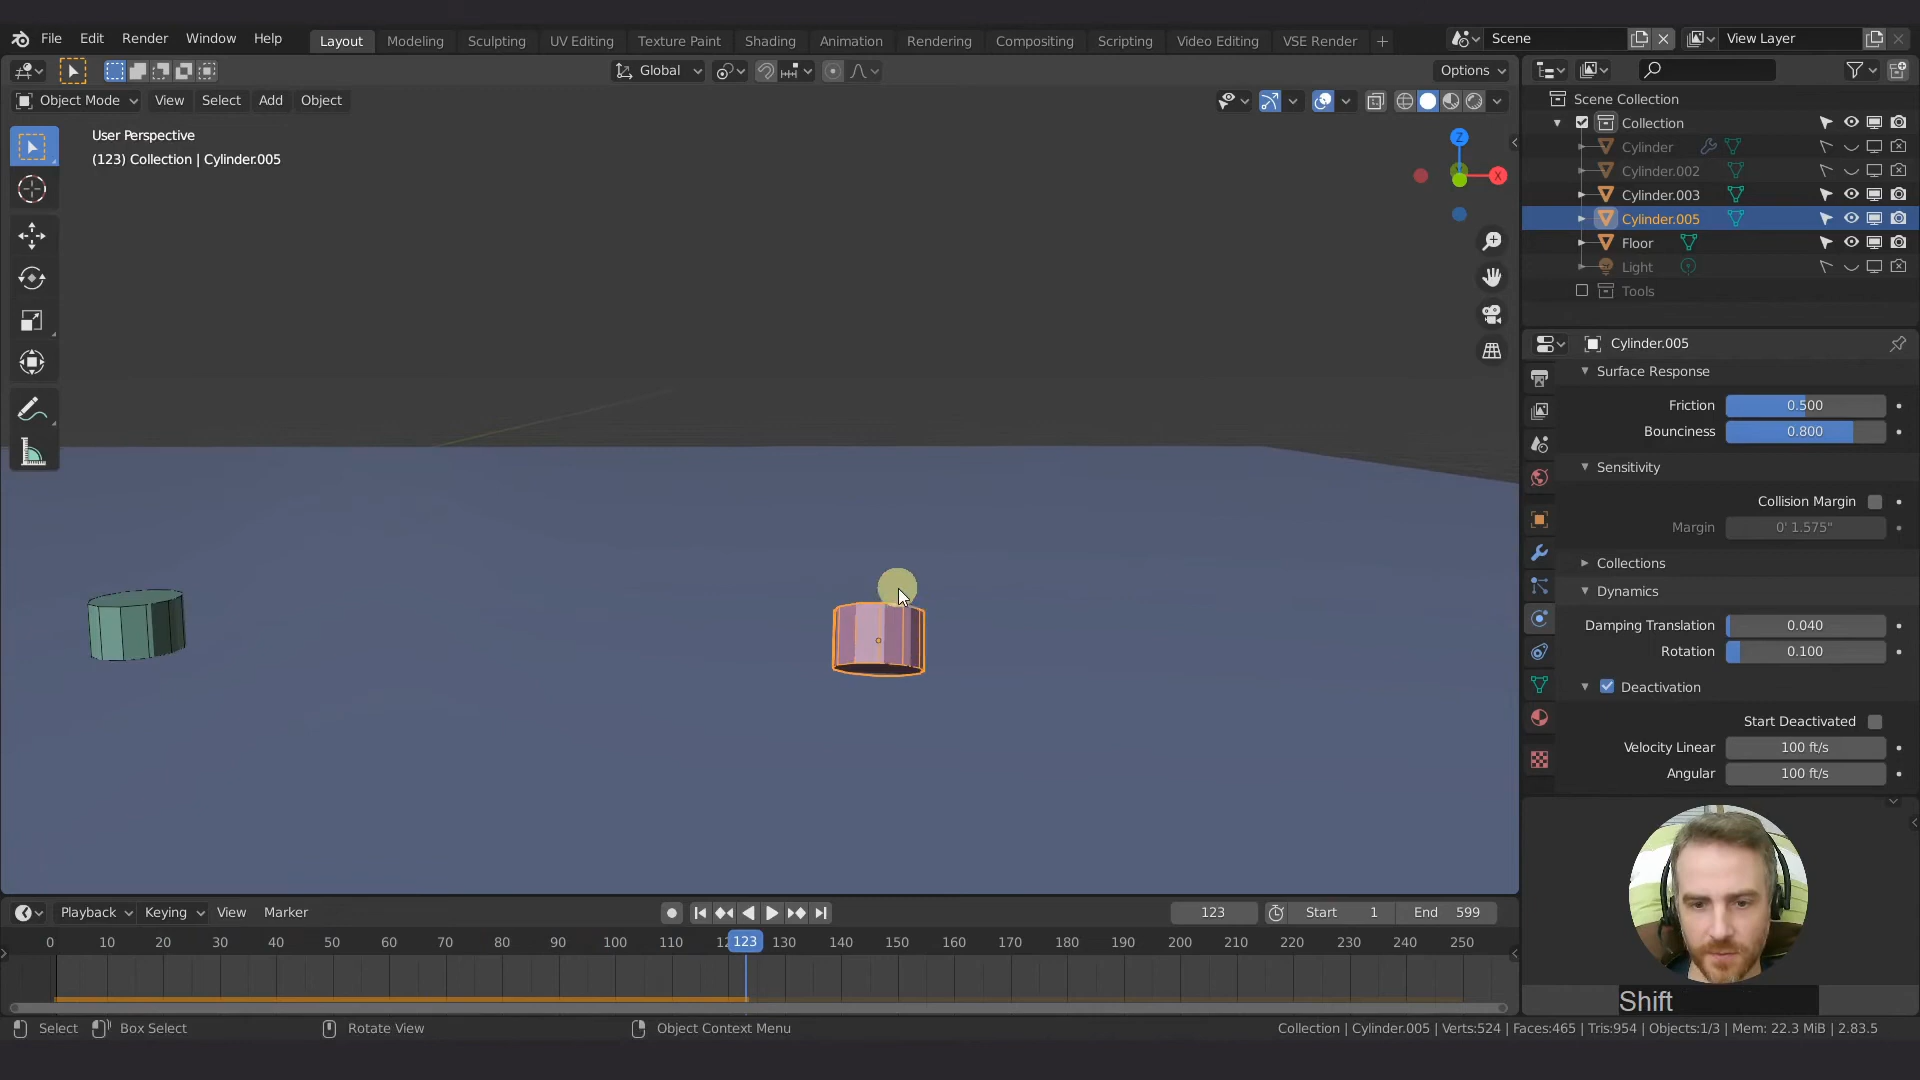 File Edit Render Window Help Layout Modeling Sculpting UV Editing Texture Paint Shading Animation Rendering Compositing Scripting Video Editing VSE Render + Scene View Layer
Global Options
Object Mode View Select Add Object
User Perspective
(123) Collection | Cylinder.005
Z
X
Scene Collection
Collection
Cylinder
Cylinder.002
Cylinder.003
Cylinder.005
Floor
Light
Tools
Cylinder.005
Surface Response
Friction 0.500
Bounciness 0.800
Sensitivity
Collision Margin
Margin 0' 1.575"
Collections
Dynamics
Damping Translation 0.040
Rotation 0.100
Deactivation
Start Deactivated
Velocity Linear 100 ft/s
Angular 100 ft/s
Playback Keying View Marker 123 Start 1 End 599
0 10 20 30 40 50 60 70 80 90 100 110 123 130 140 150 160 170 180 190 200 210 220 230 240 250
Shift
Select Box Select Rotate View Object Context Menu Collection | Cylinder.005 | Verts:524 | Faces:465 | Tris:954 | Objects:1/3 | Mem: 22.3 MiB | 2.83.5